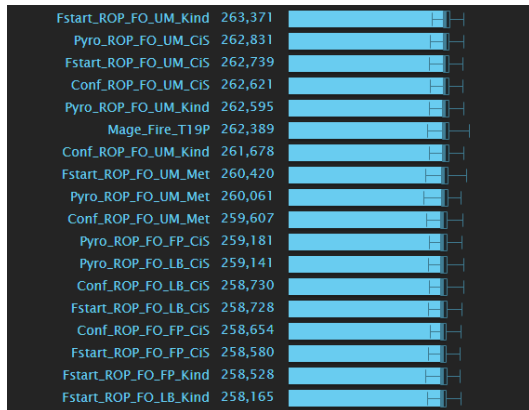 Fstart_ROP_FO_UM_Kind 263,371
Pyro_ROP_FO_UM_CiS 262,831
Fstart_ROP_FO_UM_CiS 262,739
Conf_ROP_FO_UM_CiS 262,621
Pyro_ROP_FO_UM_Kind 262,595
Mage_Fire_T19P 262,389
Conf_ROP_FO_UM_Kind 261,678
Fstart_ROP_FO_UM_Met 260,420
Pyro_ROP_FO_UM_Met 260,061
Conf_ROP_FO_UM_Met 259,607
Pyro_ROP_FO_FP_CiS 259,181
Pyro_ROP_FO_LB_CiS 259,141
Conf_ROP_FO_LB_CiS 258,730
Fstart_ROP_FO_LB_CiS 258,728
Conf_ROP_FO_FP_CiS 258,654
Fstart_ROP_FO_FP_CiS 258,580
Fstart_ROP_FO_FP_Kind 258,528
Fstart_ROP_FO_LB_Kind 258,165